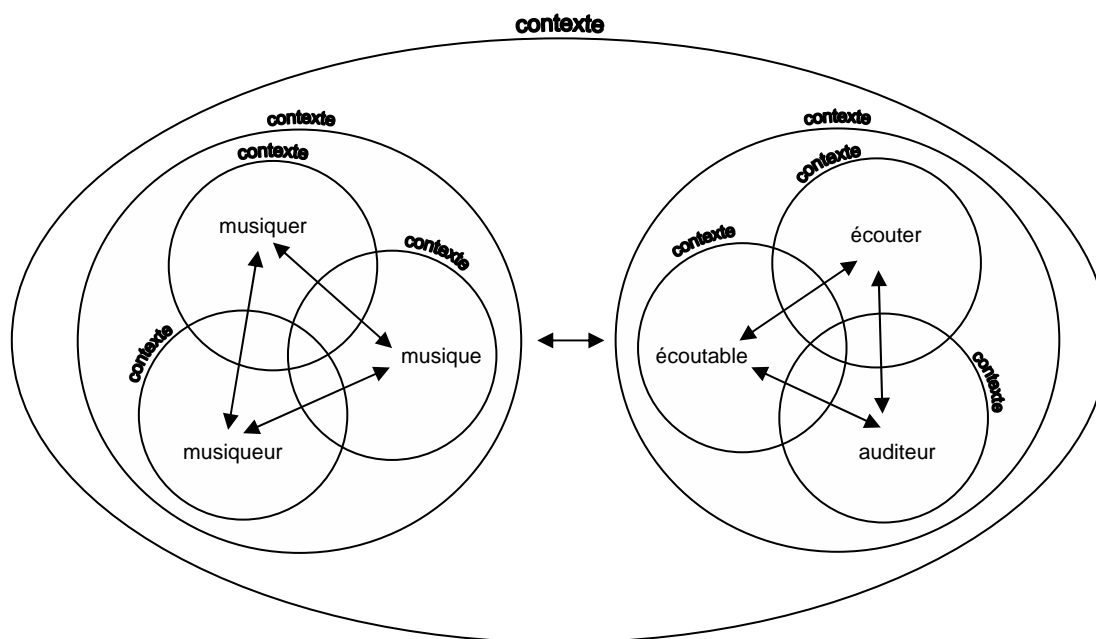 contexte
contexte
contexte
musiquer
contexte
musique
contexte
musiqueur
contexte
contexte
écouter
contexte
écoutable
contexte
auditeur